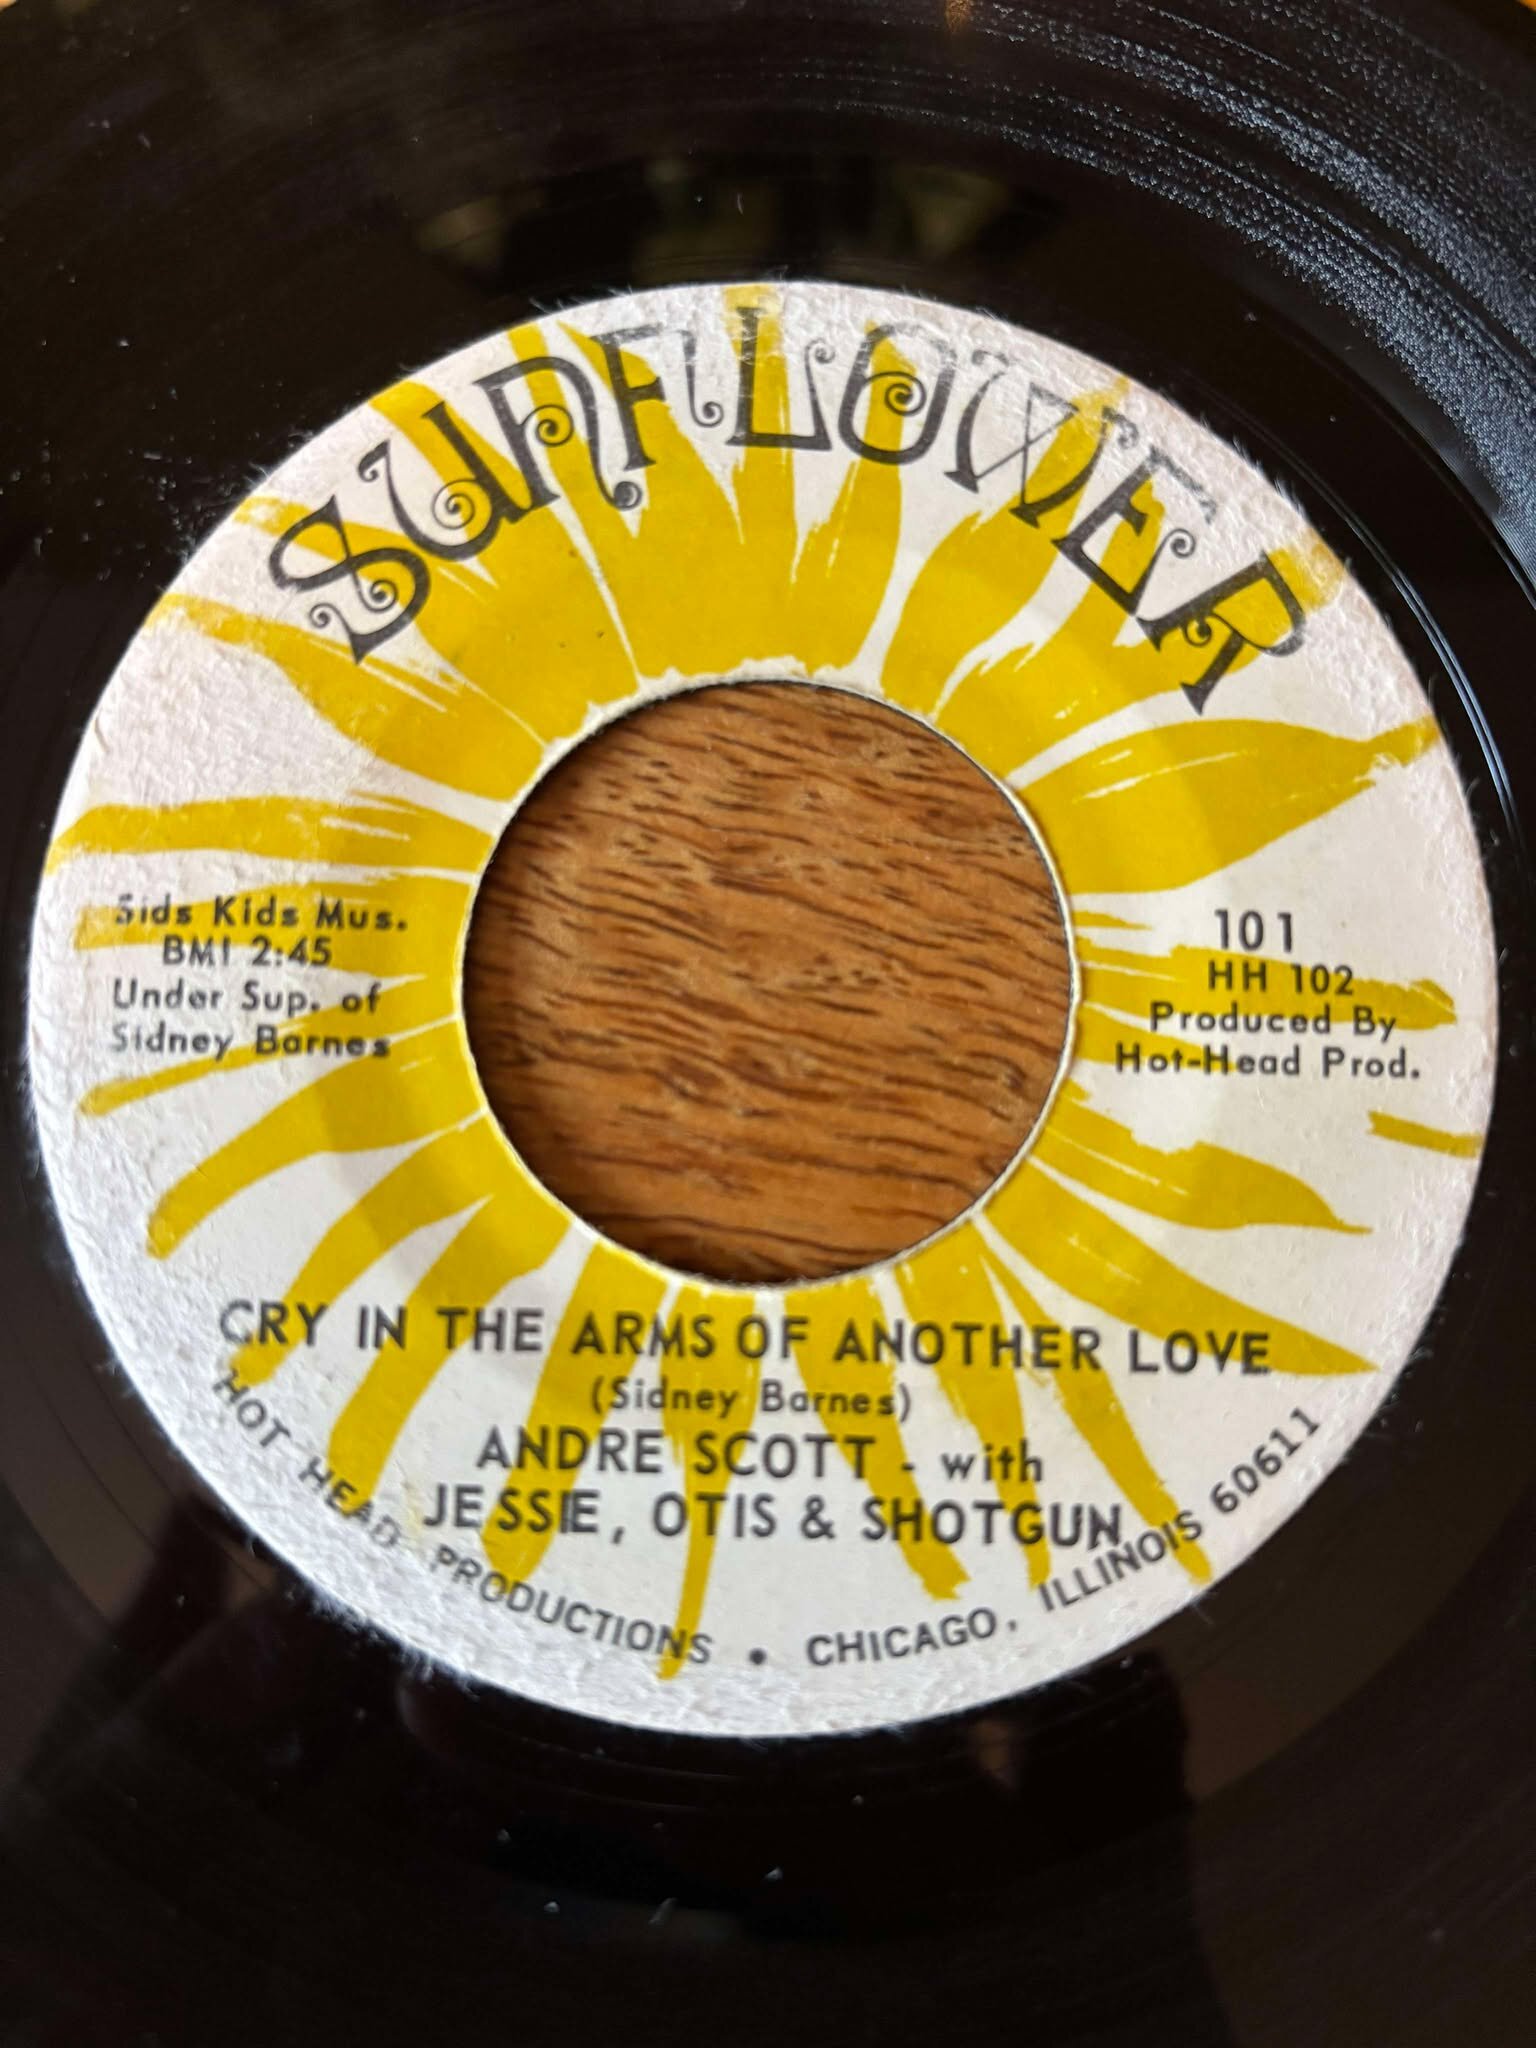 SUNFLOWER
Sids Kids Mus.
BMI 2:45
Under Sup. of
Sidney Barnes
101
HH 102
Produced By
Hot-Head Prod.
CRY IN THE ARMS OF ANOTHER LOVE
(Sidney Barnes)
ANDRE SCOTT - with
JESSIE, OTIS & SHOTGUN
HOT HEAD PRODUCTIONS • CHICAGO, ILLINOIS 60611